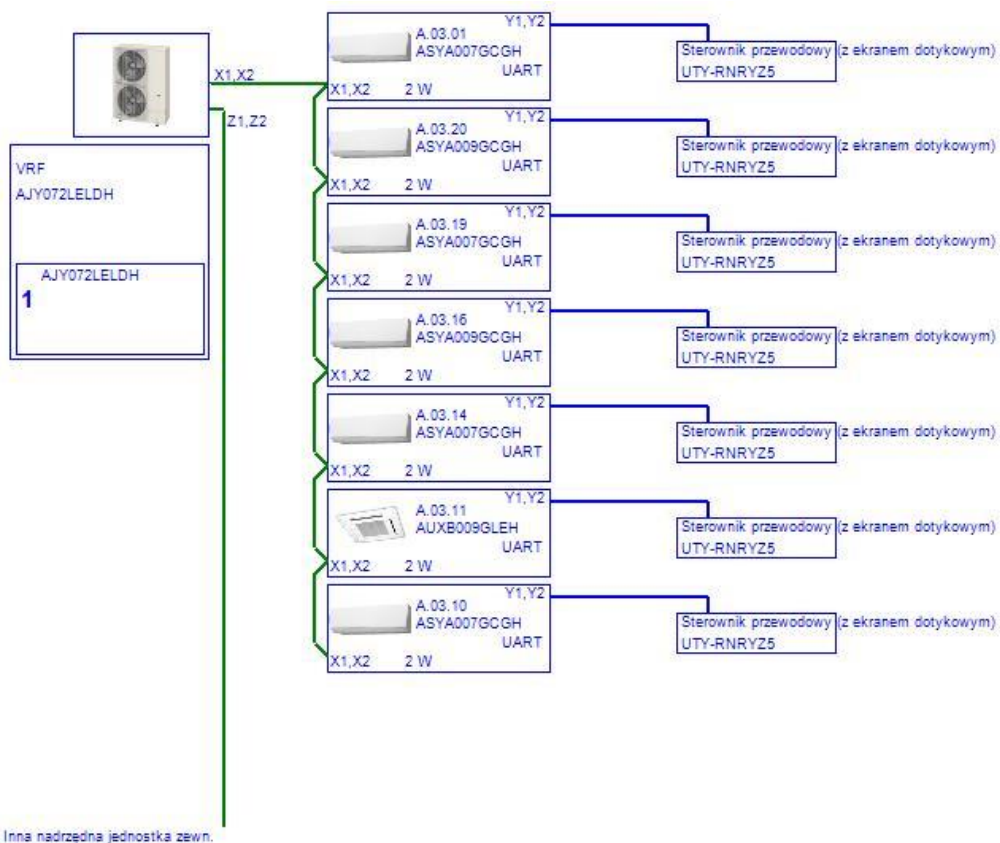 X1,X2
Z1,Z2
VRF
AJY072LELDH
AJY072LELDH
1
Y1,Y2
A.03.01
ASYA007GCGH
UART
X1,X2 2 W
Sterownik przewodowy (z ekranem dotykowym)
UTY-RNRYZ5
Y1,Y2
A.03.20
ASYA009GCGH
UART
X1,X2 2 W
Sterownik przewodowy (z ekranem dotykowym)
UTY-RNRYZ5
Y1,Y2
A.03.19
ASYA007GCGH
UART
X1,X2 2 W
Sterownik przewodowy (z ekranem dotykowym)
UTY-RNRYZ5
Y1,Y2
A.03.16
ASYA009GCGH
UART
X1,X2 2 W
Sterownik przewodowy (z ekranem dotykowym)
UTY-RNRYZ5
Y1,Y2
A.03.14
ASYA007GCGH
UART
X1,X2 2 W
Sterownik przewodowy (z ekranem dotykowym)
UTY-RNRYZ5
Y1,Y2
A.03.11
AUXB009GLEH
UART
X1,X2 2 W
Sterownik przewodowy (z ekranem dotykowym)
UTY-RNRYZ5
Y1,Y2
A.03.10
ASYA007GCGH
UART
X1,X2 2 W
Sterownik przewodowy (z ekranem dotykowym)
UTY-RNRYZ5
Inna nadrzędna jednostka zewn.